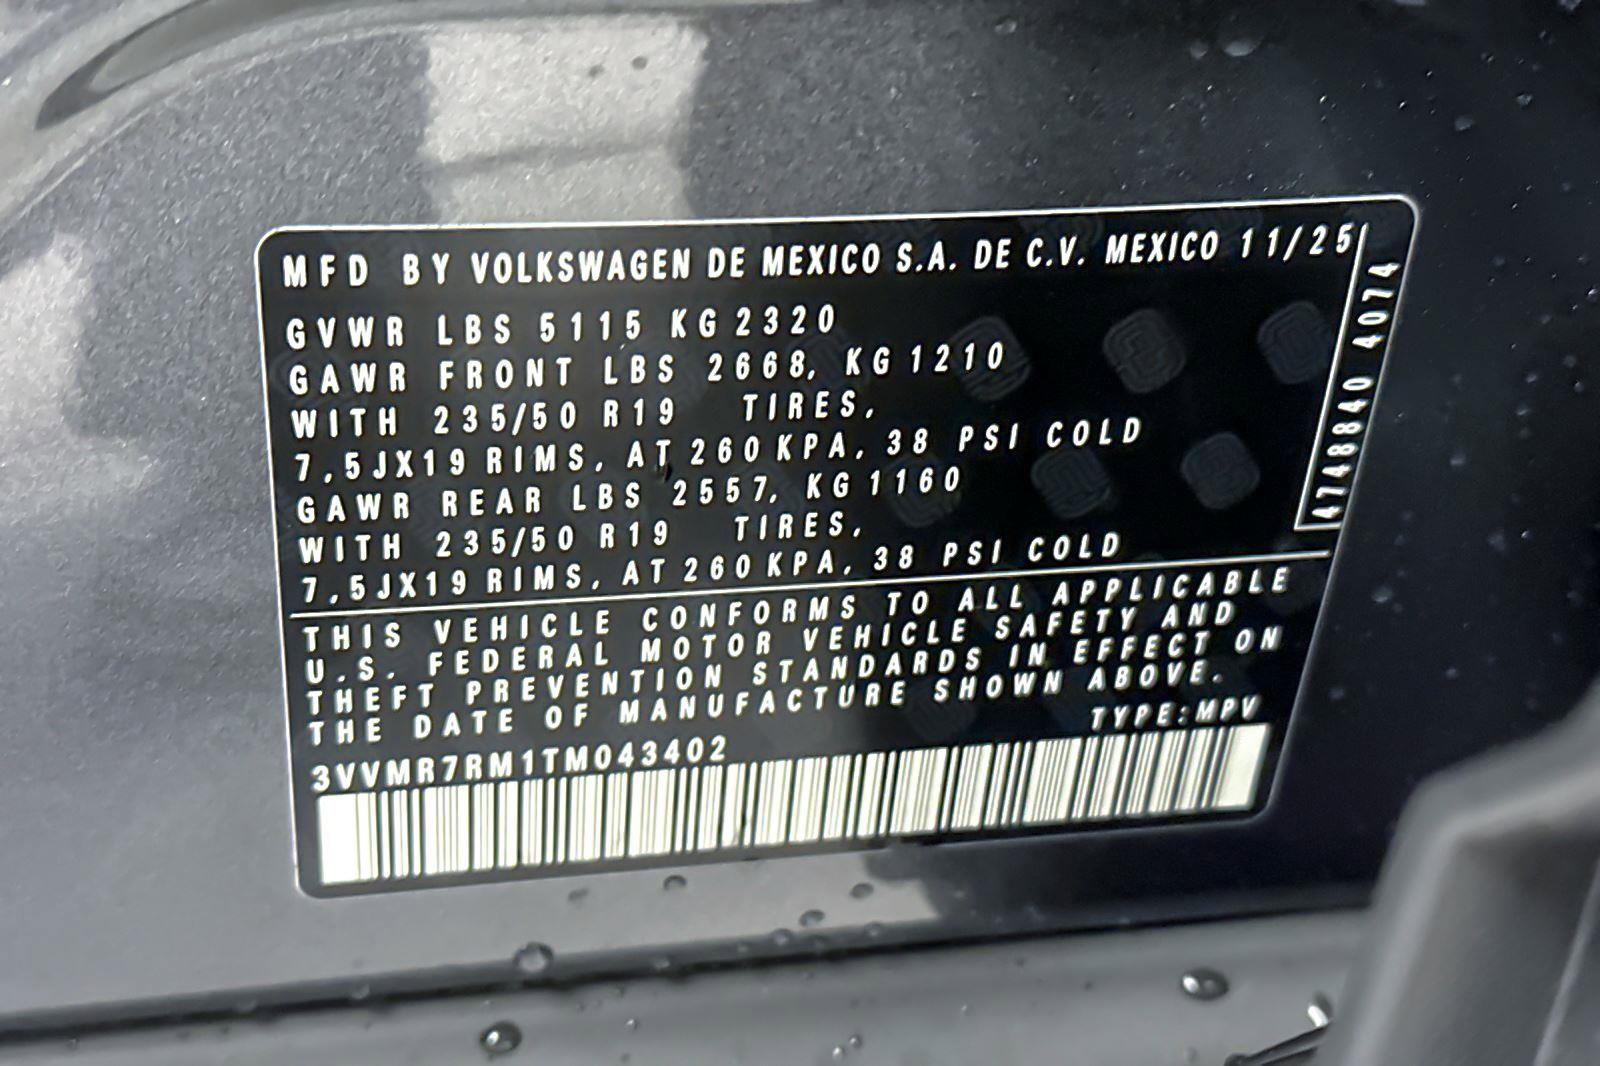 MFD BY VOLKSWAGEN DE MEXICO S.A. DE C.V. MEXICO 11/25
GVWR LBS 5115 KG 2320
GAWR FRONT LBS 2668, KG 1210
WITH 235/50 R19 TIRES,
7,5JX19 RIMS, AT 260 KPA, 38 PSI COLD
GAWR REAR LBS 2557, KG 1160
WITH 235/50 R19 TIRES,
7,5JX19 RIMS, AT 260 KPA, 38 PSI COLD
4748840 4074
THIS VEHICLE CONFORMS TO ALL APPLICABLE
U.S. FEDERAL MOTOR VEHICLE SAFETY AND
THEFT PREVENTION STANDARDS IN EFFECT ON
THE DATE OF MANUFACTURE SHOWN ABOVE.
TYPE:MPV
3VVMR7RM1TM043402